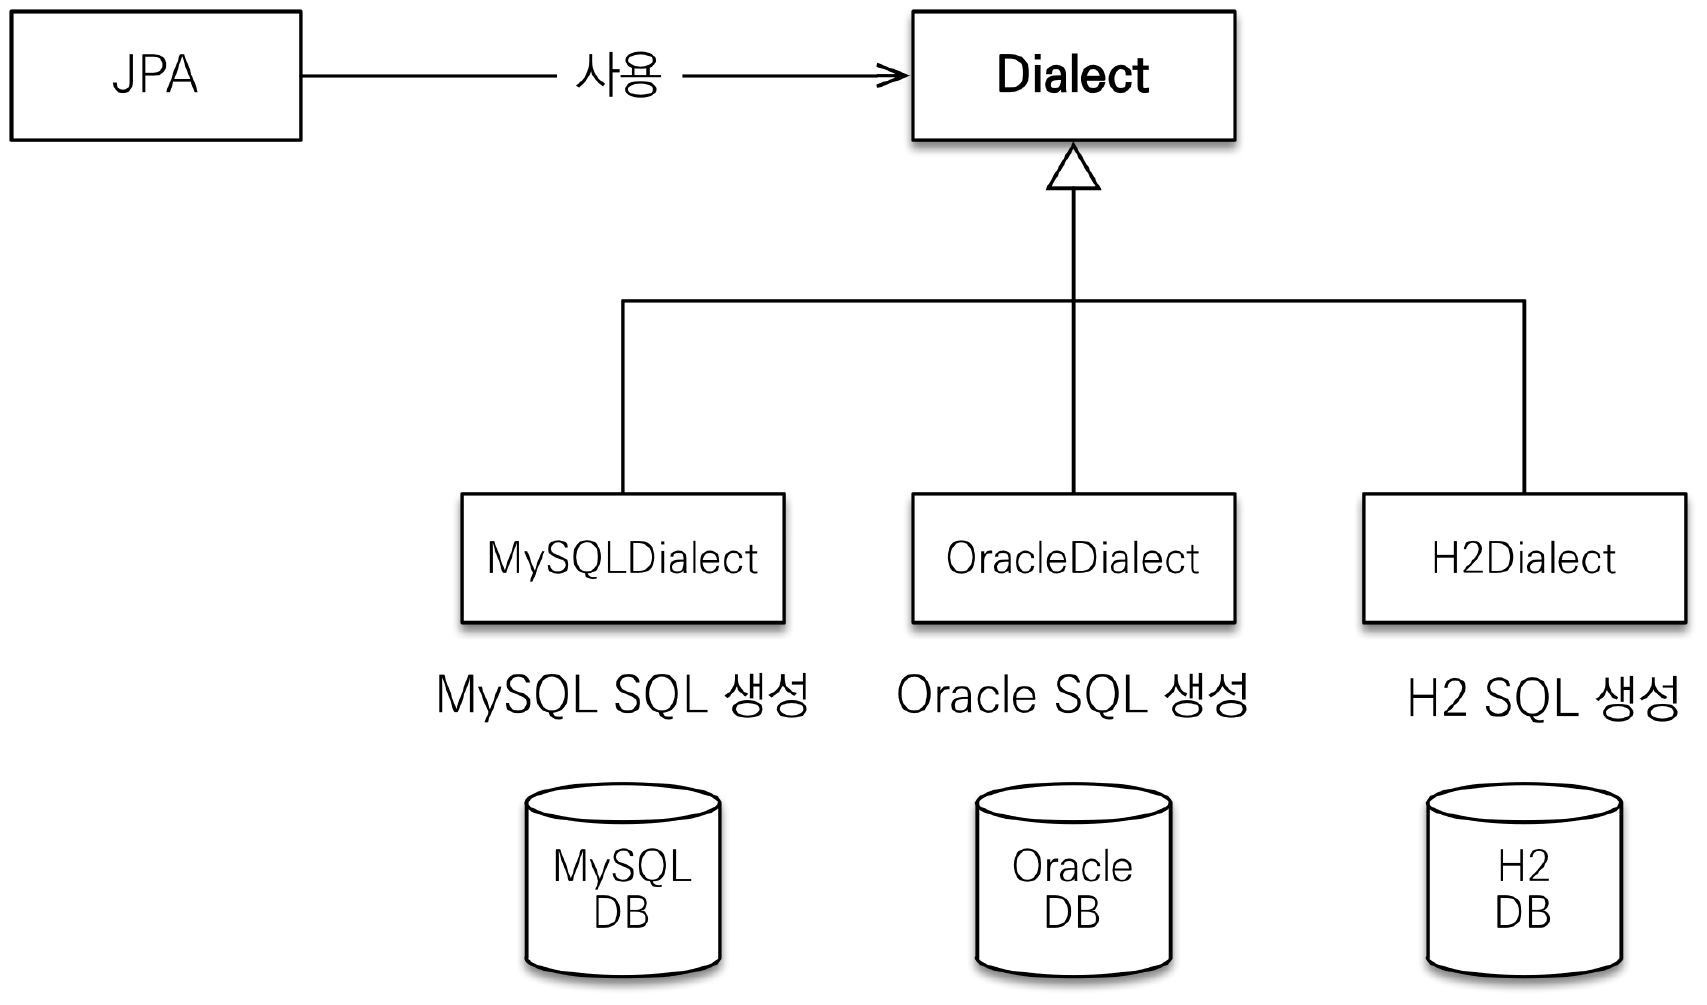 JPA
사용
Dialect
MySQLDialect
OracleDialect
H2Dialect
MySQL SQL 생성
Oracle SQL 생성
H2 SQL 생성
MySQL
DB
Oracle
DB
H2
DB